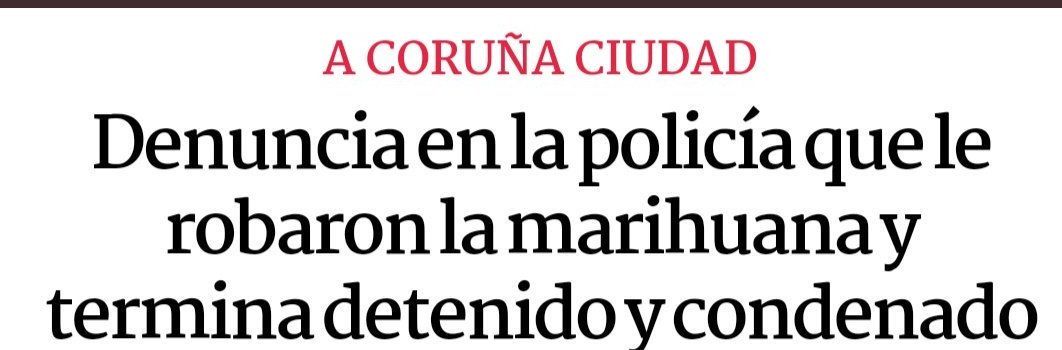 A CORUÑA CIUDAD
Denuncia en la policía que le
robaron la marihuana y
termina detenido y condenado